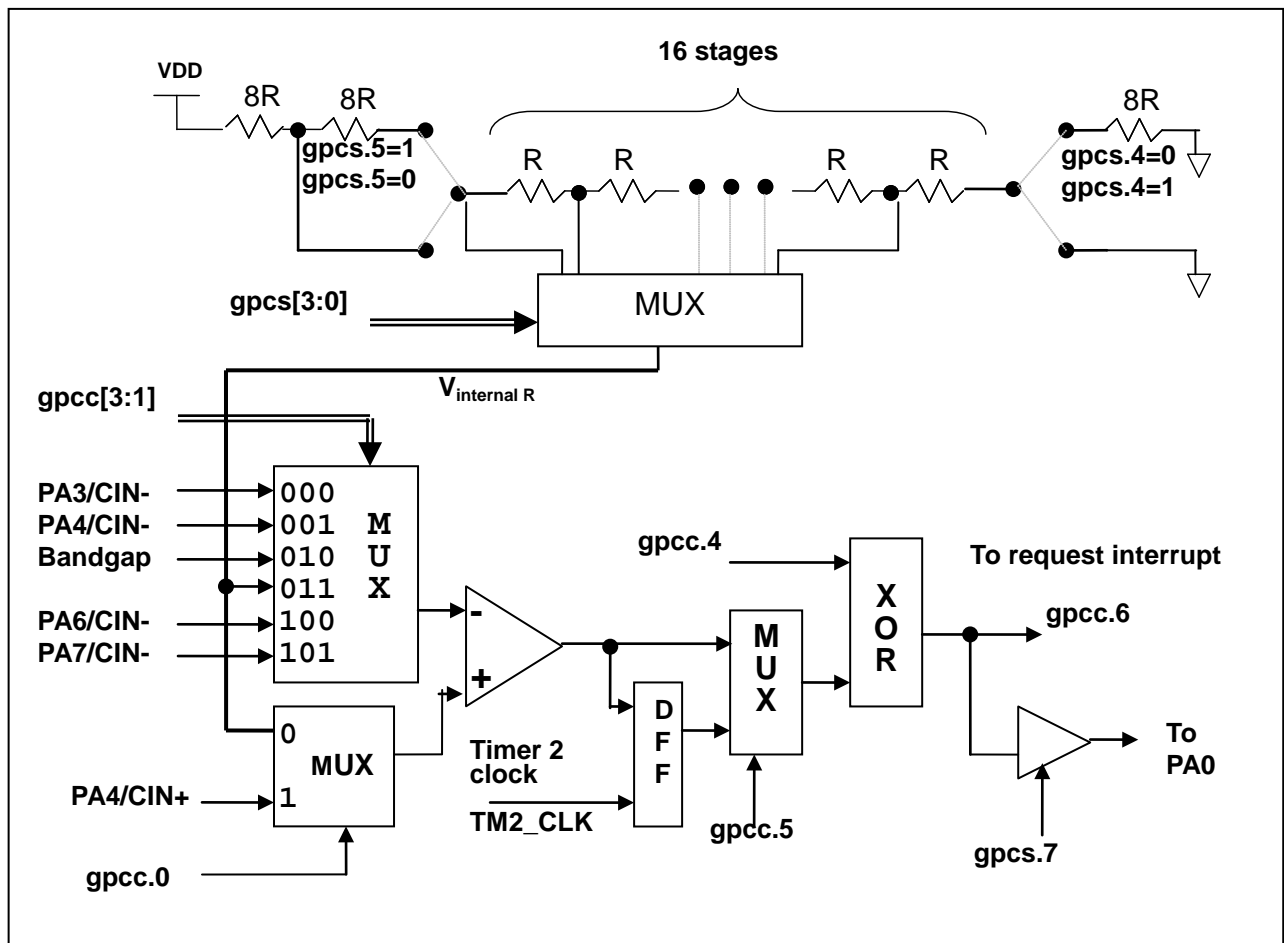 16 stages
VDD
8R
8R
8R
gpcs.5=1
gpcs.5=0
R
R
R
R
gpcs.4=0
gpcs.4=1
gpcs[3:0]
MUX
Vinternal R
gpcc[3:1]
PA3/CIN-
PA4/CIN-
Bandgap
PA6/CIN-
PA7/CIN-
000
001
010
011
100
101
M
U
X
-
+
gpcc.4
X
O
R
To request interrupt
gpcc.6
M
U
X
D
F
F
Timer 2
clock
TM2_CLK
gpcc.5
To
PA0
gpcs.7
0
MUX
1
PA4/CIN+
gpcc.0